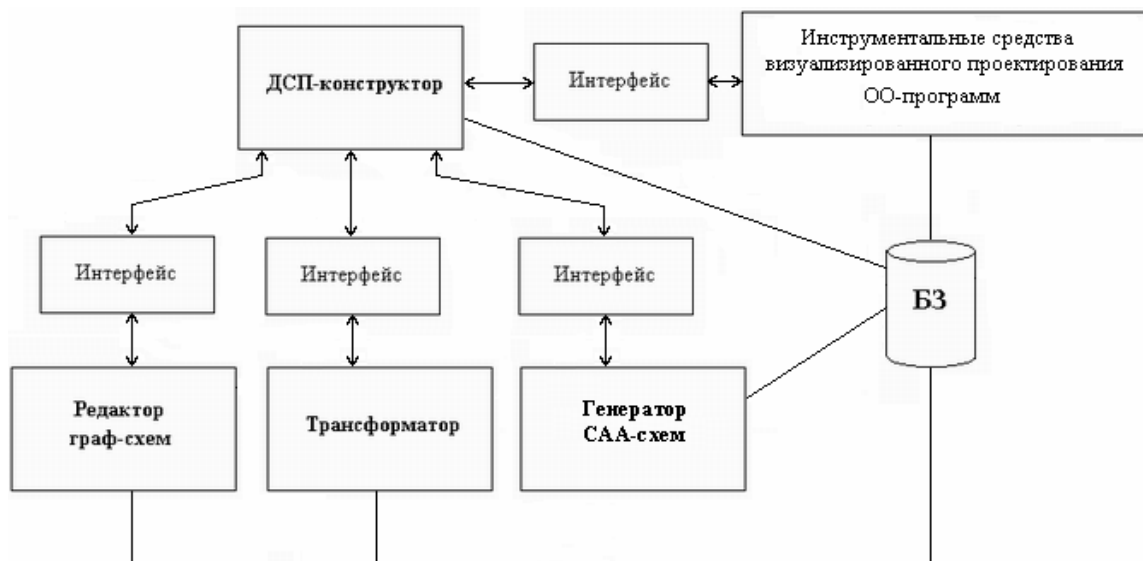 ДСП-конструктор
Интерфейс
Инструментальные средства
визуализированного проектирования
ОО-программ
Интерфейс
Интерфейс
Интерфейс
БЗ
Редактор
граф-схем
Трансформатор
Генератор
САА-схем